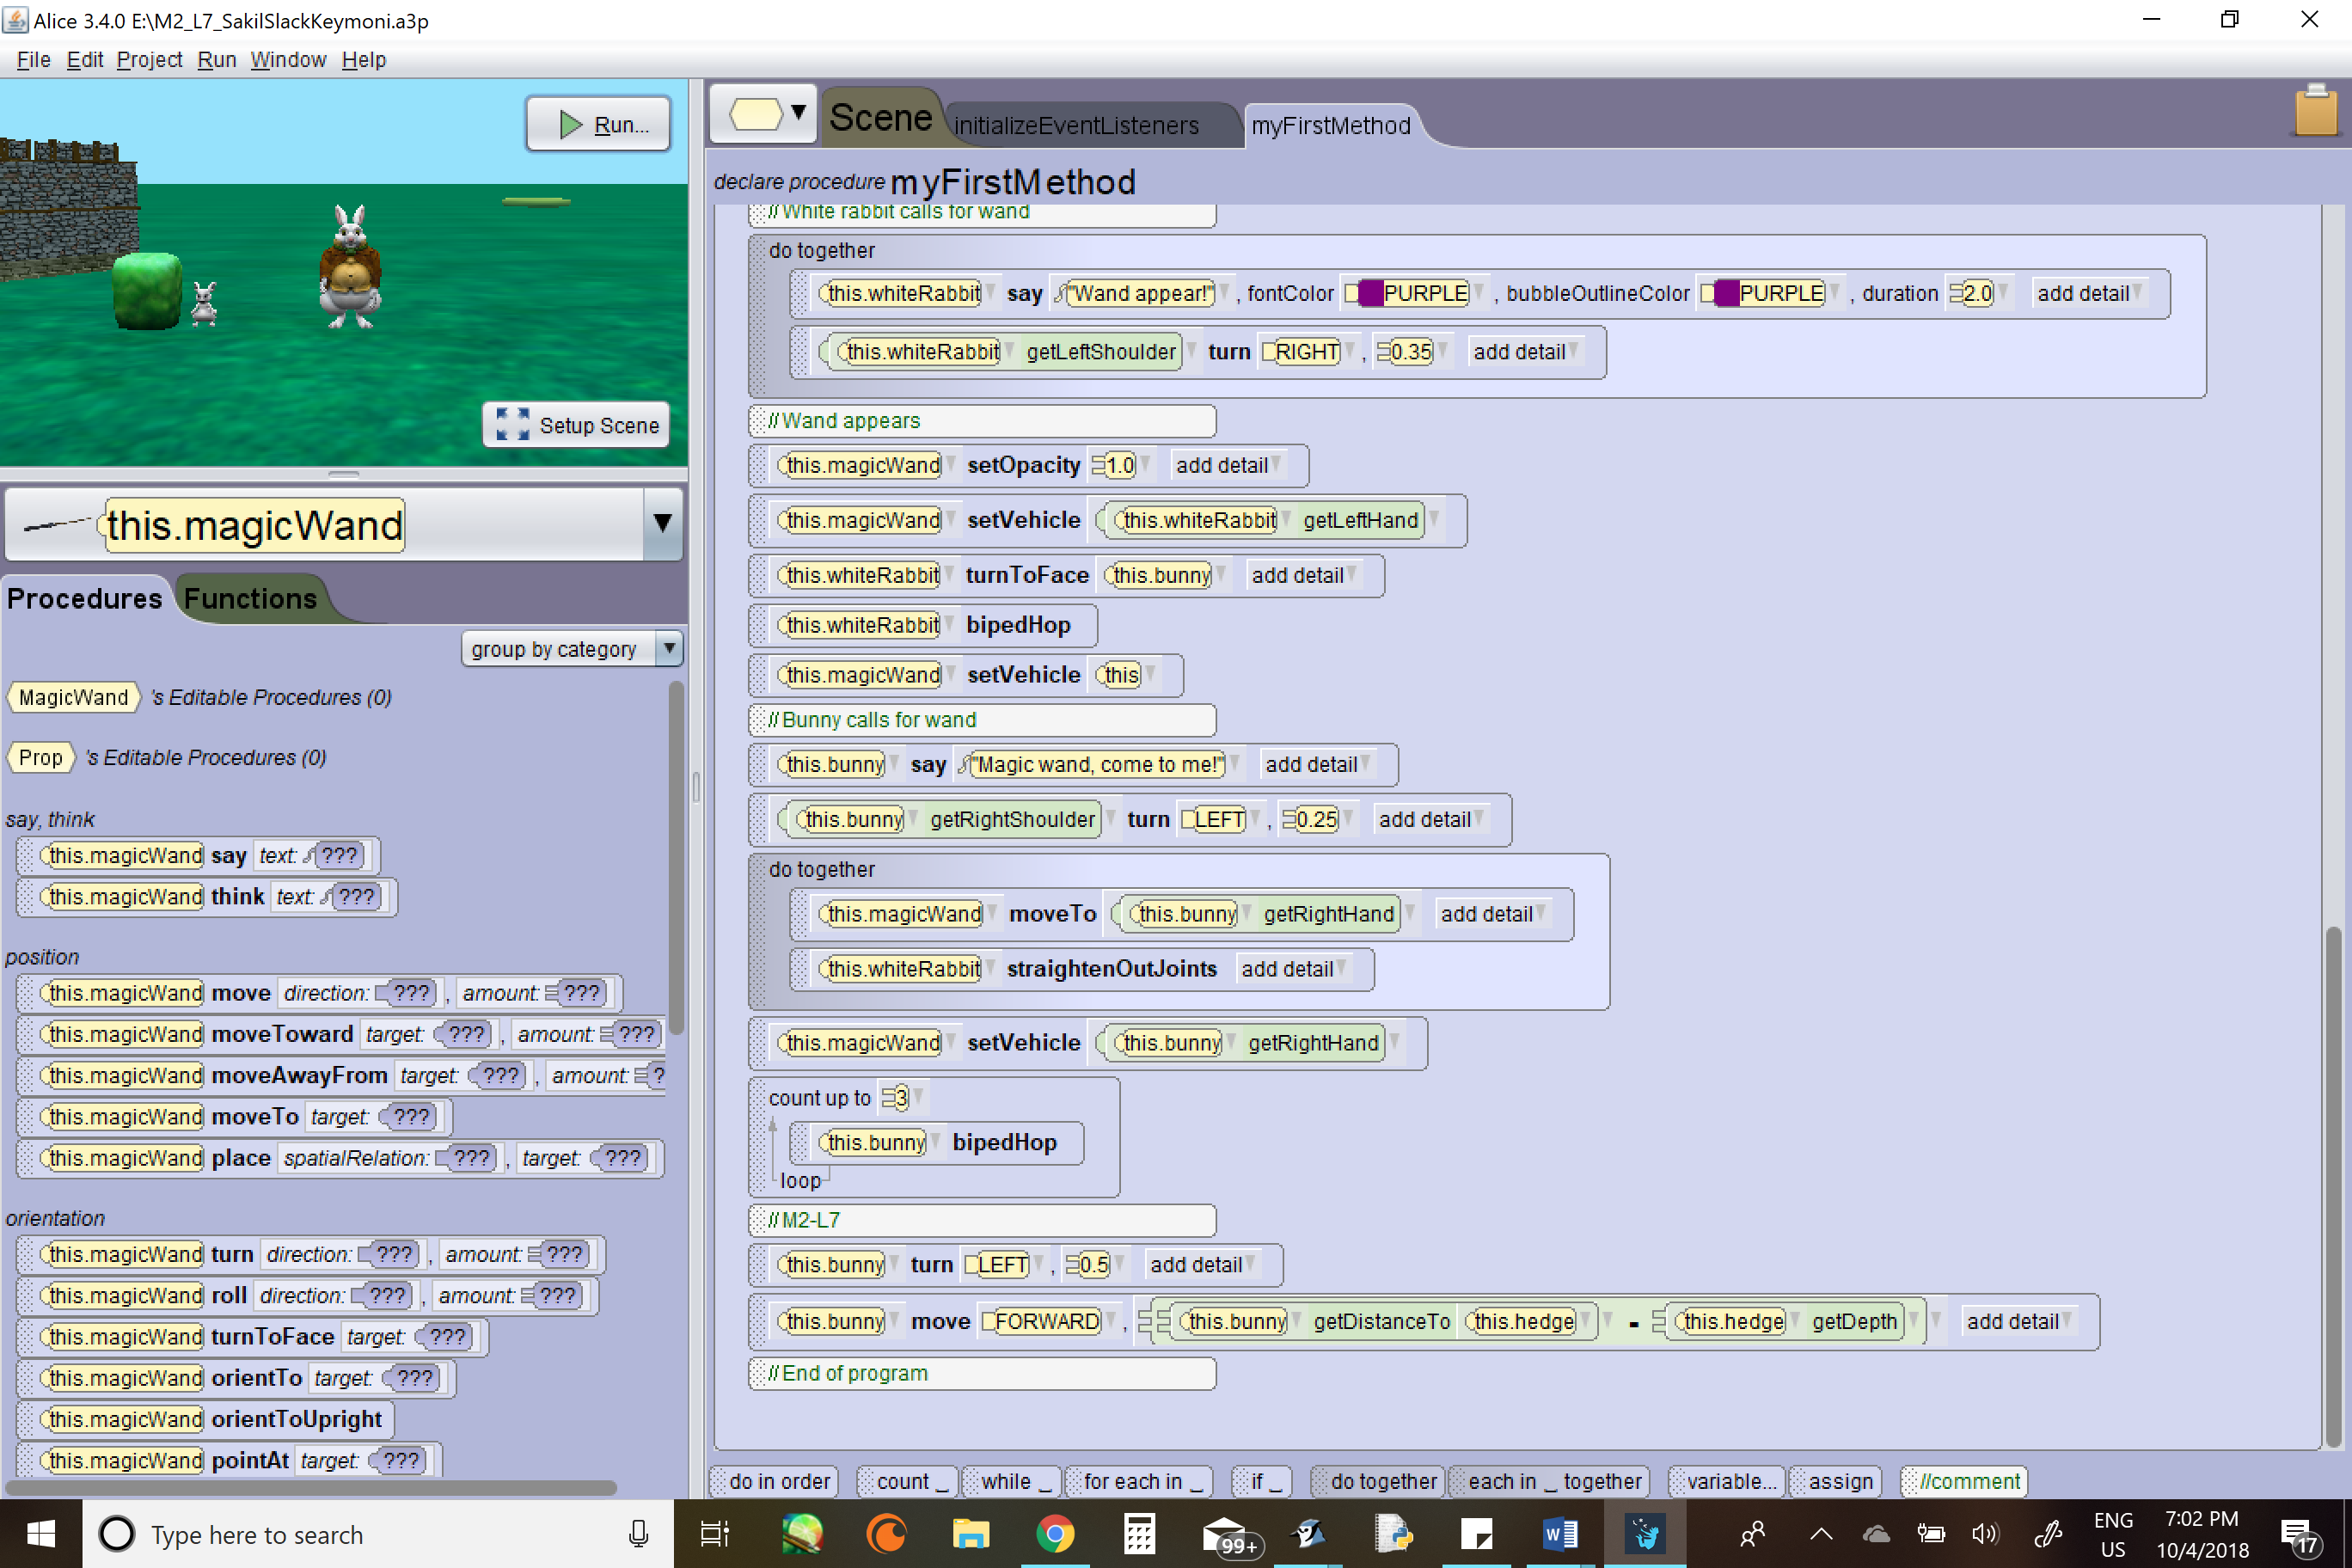 Alice 3.4.0 E:\M2_L7_SakilSlackKeymoni.a3p
File Edit Project Run Window Help
Run...
Setup Scene
this.magicWand
Procedures Functions
group by category
MagicWand 's Editable Procedures (0)
Prop 's Editable Procedures (0)
say, think
this.magicWand say text: ???
this.magicWand think text: ???
position
this.magicWand move direction: ???, amount: ???
this.magicWand moveToward target: ???, amount: ???
this.magicWand moveAwayFrom target: ???, amount: ?
this.magicWand moveTo target: ???
this.magicWand place spatialRelation: ???, target: ???
orientation
this.magicWand turn direction: ???, amount: ???
this.magicWand roll direction: ???, amount: ???
this.magicWand turnToFace target: ???
this.magicWand orientTo target: ???
this.magicWand orientToUpright
this.magicWand pointAt target: ???
Scene initializeEventListeners myFirstMethod
declare procedure myFirstMethod
//White rabbit calls for wand
do together
this.whiteRabbit say "Wand appear!", fontColor PURPLE, bubbleOutlineColor PURPLE, duration 2.0 add detail
this.whiteRabbit getLeftShoulder turn RIGHT, 0.35 add detail
//Wand appears
this.magicWand setOpacity 1.0 add detail
this.magicWand setVehicle this.whiteRabbit getLeftHand
this.whiteRabbit turnToFace this.bunny add detail
this.whiteRabbit bipedHop
this.magicWand setVehicle this
//Bunny calls for wand
this.bunny say "Magic wand, come to me!" add detail
this.bunny getRightShoulder turn LEFT, 0.25 add detail
do together
this.magicWand moveTo this.bunny getRightHand add detail
this.whiteRabbit straightenOutJoints add detail
this.magicWand setVehicle this.bunny getRightHand
count up to 3
this.bunny bipedHop
loop
//M2-L7
this.bunny turn LEFT, 0.5 add detail
this.bunny move FORWARD, this.bunny getDistanceTo this.hedge - this.hedge getDepth add detail
//End of program
do in order count _ while _ for each in _ if _ do together each in _ together variable... assign //comment
Type here to search
99+
ENG
US
7:02 PM
10/4/2018
17